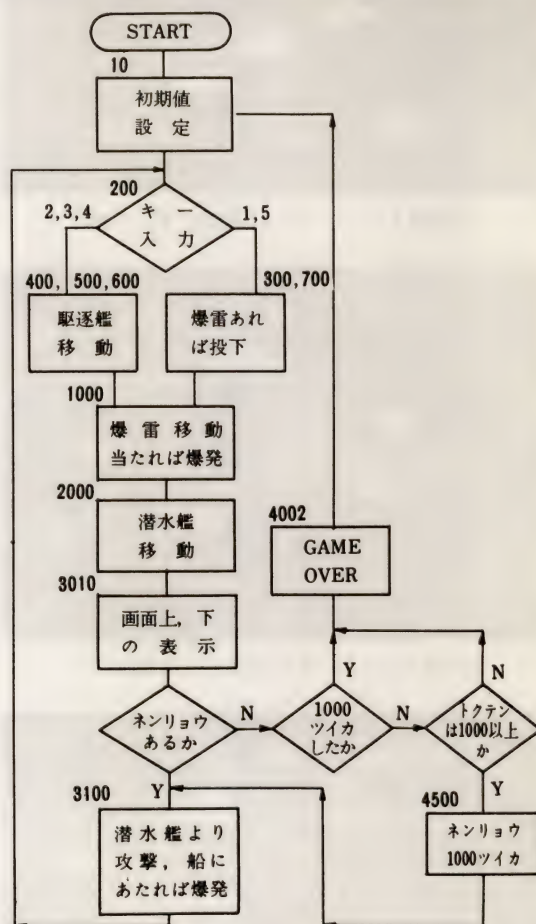 START
10
初期値
設定
200
2,3,4
キー
入力
1,5
400, 500,600
300,700
駆逐艦
移動
爆雷あれ
ば投下
1000
爆雷移動
当たれば爆発
2000
潜水艦
移動
4002
GAME
OVER
3010
画面上，下
の表示
ネンリョウ
あるか
N
Y
1000
ツイカ
したか
Y
N
トクテン
は1000以上
か
N
Y
3100
潜水艦より
攻撃，船に
あたれば爆発
4500
ネンリョウ
1000ツイカ